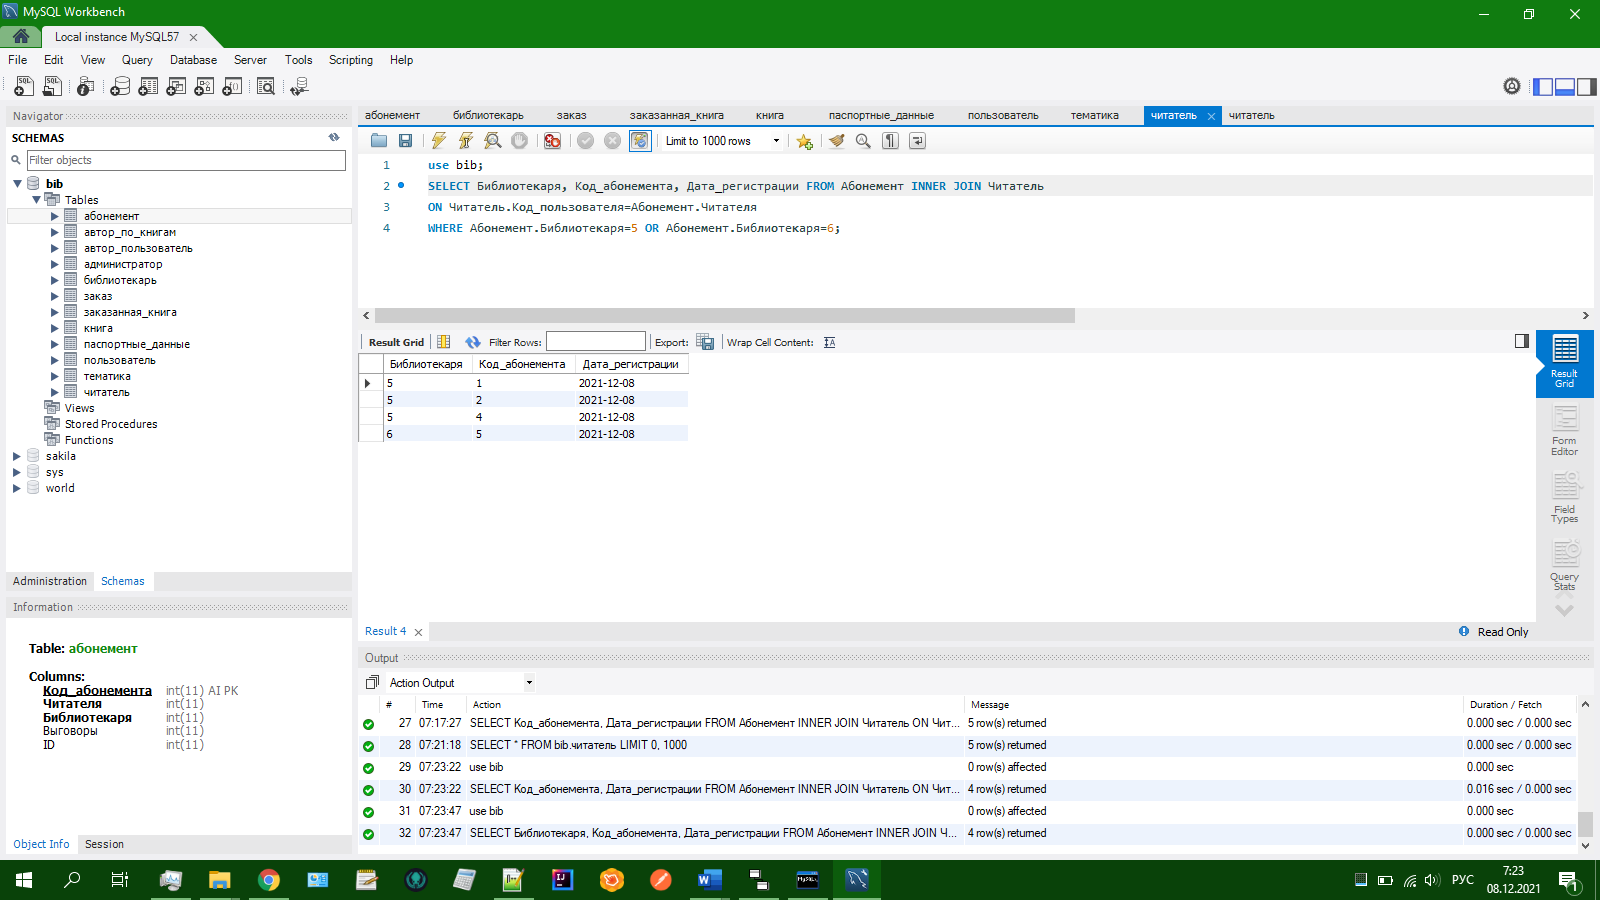 MySQL Workbench
Local instance MySQL57
File Edit View Query Database Server Tools Scripting Help
Navigator
SCHEMAS
Filter objects
bib
Tables
абонемент
автор_по_книгам
автор_пользователь
администратор
библиотекарь
заказ
заказанная_книга
книга
паспортные_данные
пользователь
тематика
читатель
Views
Stored Procedures
Functions
sakila
sys
world
Administration Schemas
Information
Table: абонемент
Columns:
Код_абонемента int(11) AI PK
Читателя int(11)
Библиотекаря int(11)
Выговоры int(11)
ID int(11)
Object Info Session
абонемент библиотекарь заказ заказанная_книга книга паспортные_данные пользователь тематика читатель читатель
Limit to 1000 rows
1 use bib;
2 SELECT Библиотекаря, Код_абонемента, Дата_регистрации FROM Абонемент INNER JOIN Читатель
3 ON Читатель.Код_пользователя=Абонемент.Читателя
4 WHERE Абонемент.Библиотекаря=5 OR Абонемент.Библиотекаря=6;
Result Grid Filter Rows: Export: Wrap Cell Content:
Библиотекаря Код_абонемента Дата_регистрации
5 1 2021-12-08
5 2 2021-12-08
5 4 2021-12-08
6 5 2021-12-08
Result
Grid
Form
Editor
Field
Types
Query
Stats
Result 4 Read Only
Output
Action Output
# Time Action Message Duration / Fetch
27 07:17:27 SELECT Код_абонемента, Дата_регистрации FROM Абонемент INNER JOIN Читатель ON Чит... 5 row(s) returned 0.000 sec / 0.000 sec
28 07:21:18 SELECT * FROM bib.читатель LIMIT 0, 1000 5 row(s) returned 0.000 sec / 0.000 sec
29 07:23:22 use bib 0 row(s) affected 0.000 sec
30 07:23:22 SELECT Код_абонемента, Дата_регистрации FROM Абонемент INNER JOIN Читатель ON Чит... 4 row(s) returned 0.016 sec / 0.000 sec
31 07:23:47 use bib 0 row(s) affected 0.000 sec
32 07:23:47 SELECT Библиотекаря, Код_абонемента, Дата_регистрации FROM Абонемент INNER JOIN Ч... 4 row(s) returned 0.000 sec / 0.000 sec
РУС
7:23
08.12.2021
1